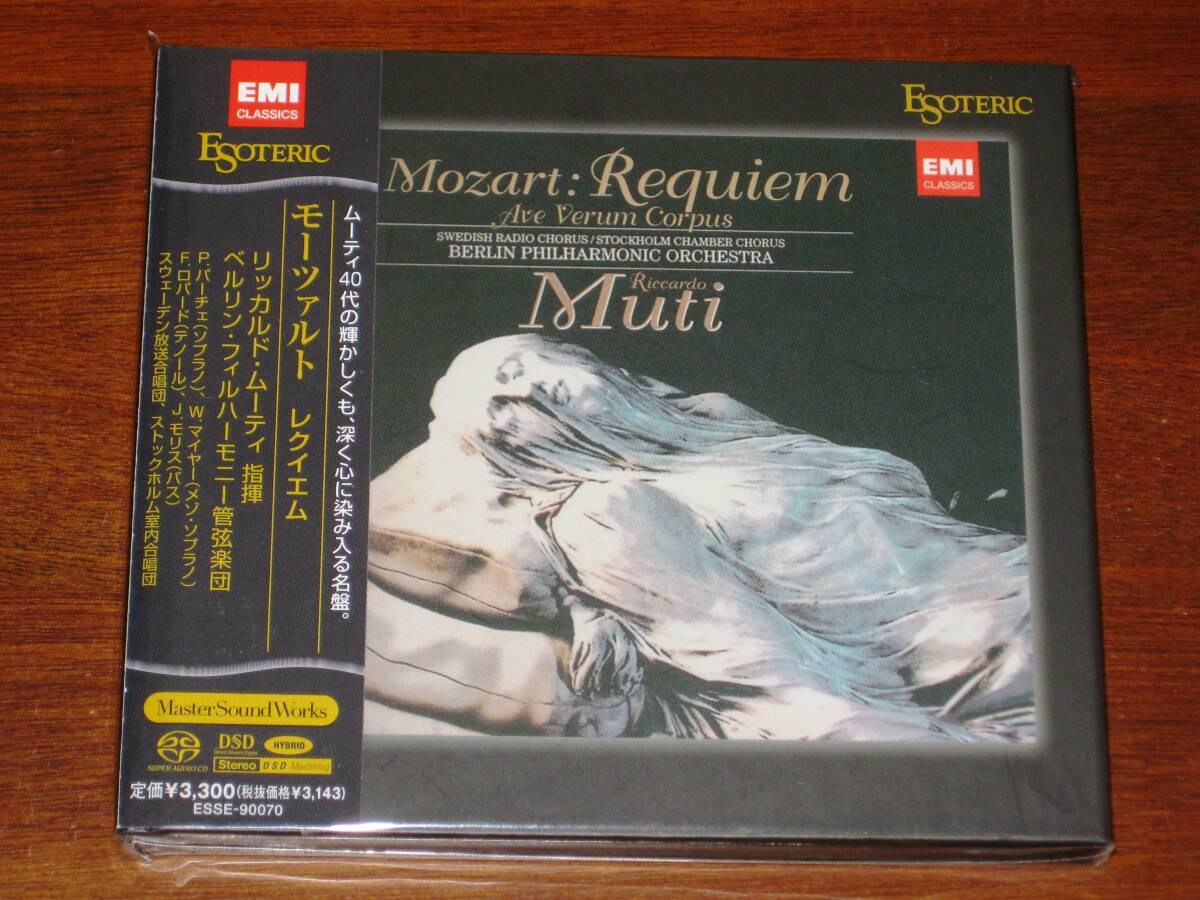 EMI
CLASSICS
ESOTERIC
ムーティ40代の輝かしくも、深く心に染み入る名盤。
モーツァルト レクイエム
リッカルド・ムーティ 指揮
ベルリン・フィルハーモニー管弦楽団
P.パーチェ(ソプラノ)、W.マイヤー(メゾ・ソプラノ)
F.ロパード(テノール)、J.モリス(バス)
スウェーデン放送合唱団、ストックホルム室内合唱団
MasterSoundWorks
SUPER AUDIO CD
DSD
Direct Stream Digital
HYBRID
Stereo
DSD Mastering
定価¥3,300(税抜価格¥3,143)
ESSE-90070
ESOTERIC
EMI
CLASSICS
Mozart: Requiem
Ave Verum Corpus
SWEDISH RADIO CHORUS/STOCKHOLM CHAMBER CHORUS
BERLIN PHILHARMONIC ORCHESTRA
Riccardo
Muti